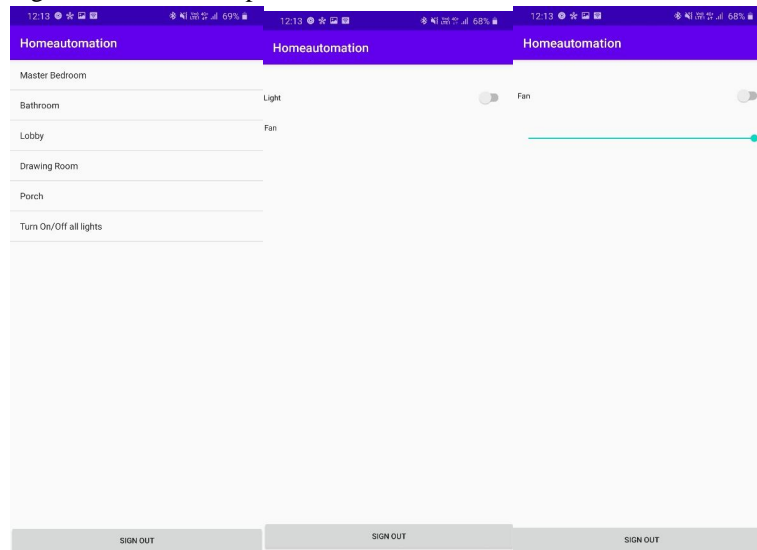 12:13 69%
Homeautomation
Master Bedroom
Bathroom
Lobby
Drawing Room
Porch
Turn On/Off all lights
SIGN OUT
12:13 68%
Homeautomation
Light
Fan
SIGN OUT
12:13 68%
Homeautomation
Fan
SIGN OUT